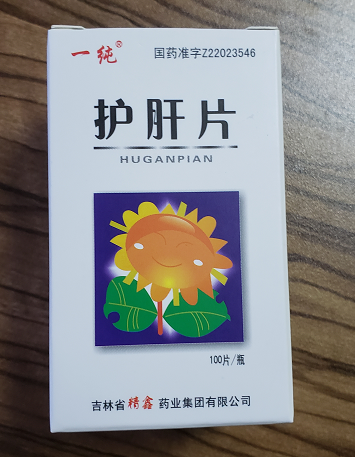 一纯® 国药准字Z22023546
护肝片
HUGANPIAN
100片/瓶
吉林省精鑫药业集团有限公司